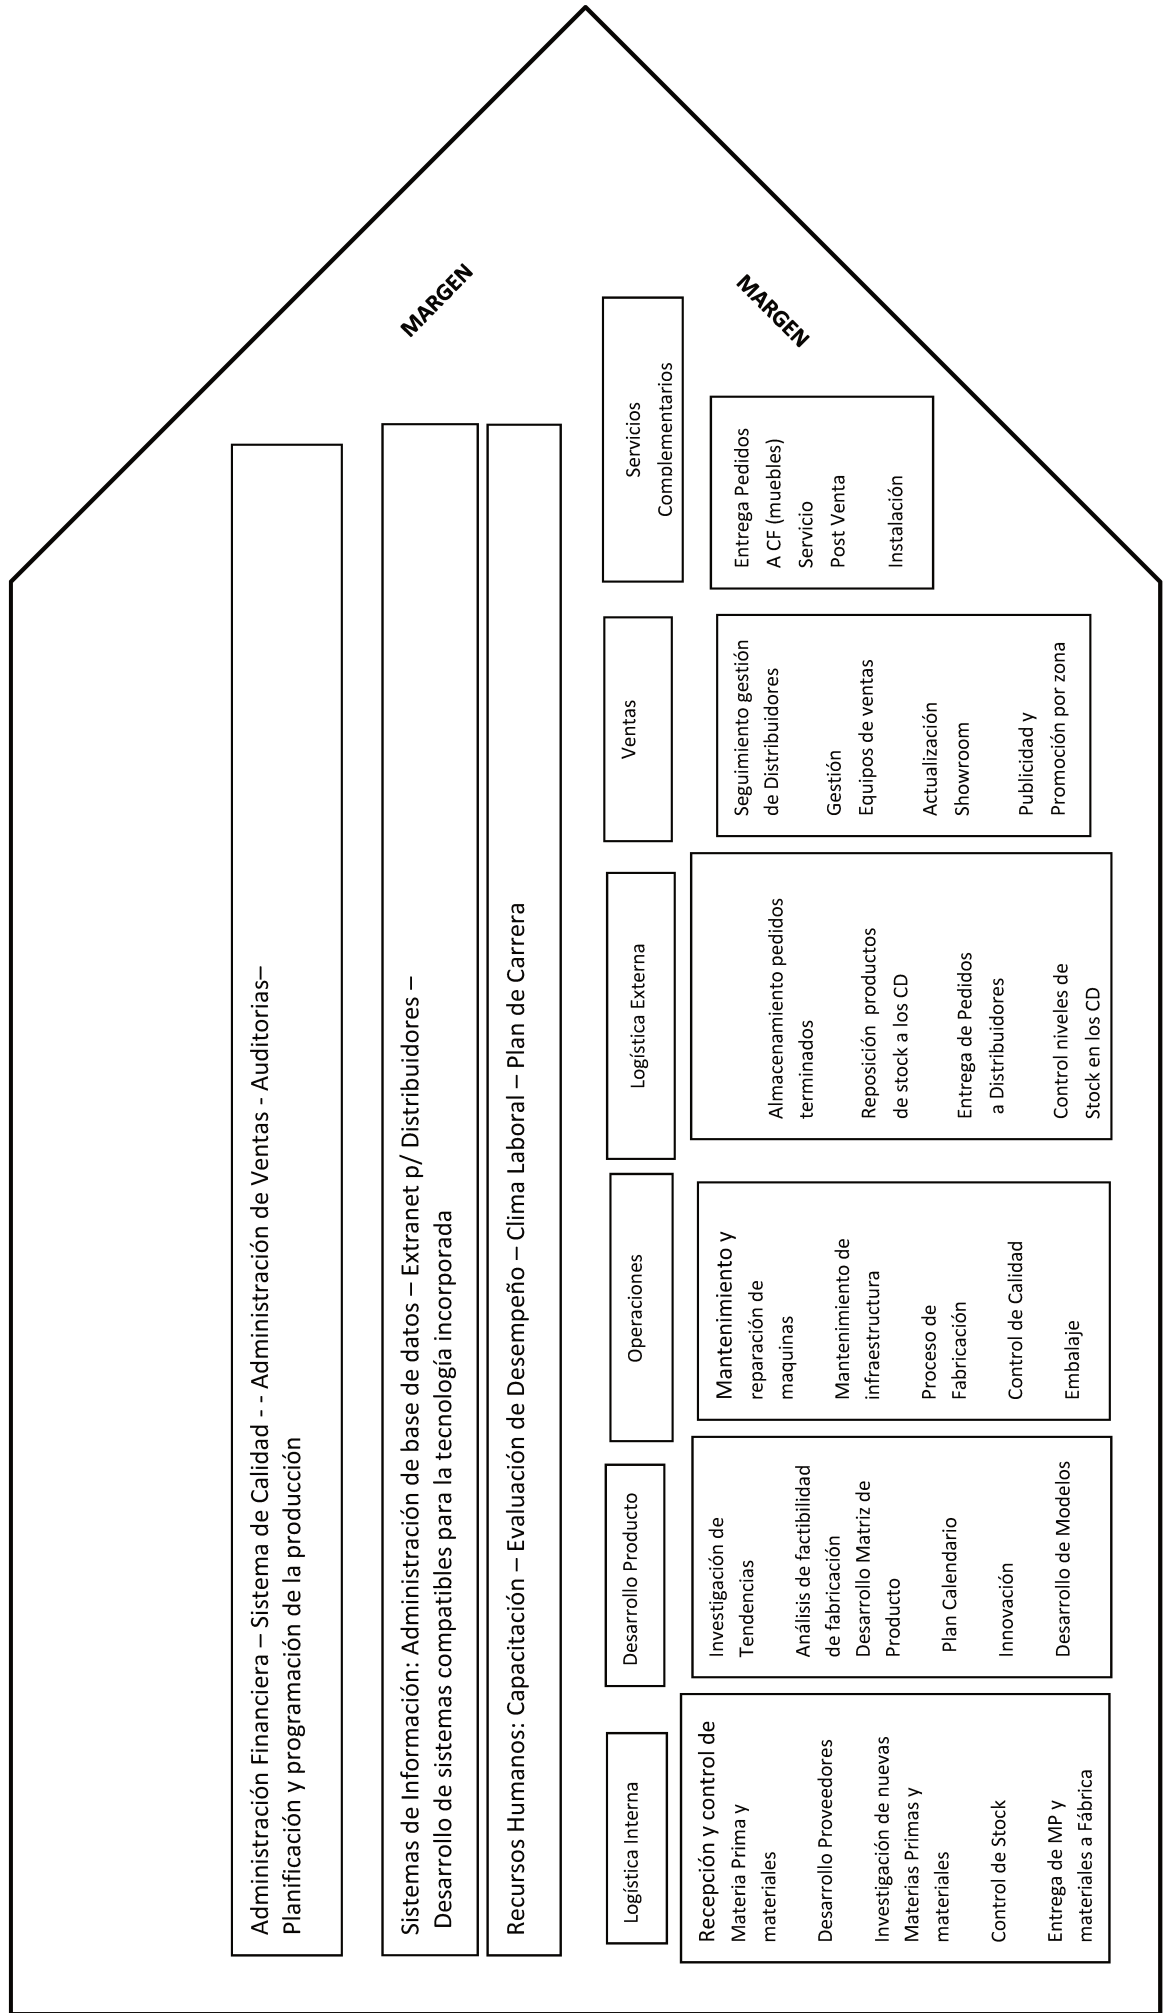 Administración Financiera – Sistema de Calidad - - Administración de Ventas - Auditorias–
Planificación y programación de la producción
Sistemas de Información: Administración de base de datos – Extranet p/ Distribuidores –
Desarrollo de sistemas compatibles para la tecnología incorporada
Recursos Humanos: Capacitación – Evaluación de Desempeño – Clima Laboral – Plan de Carrera
MARGEN
Logística Interna
Desarrollo Producto
Operaciones
Logística Externa
Ventas
Servicios
Complementarios
Recepción y control de
Materia Prima y
materiales
Desarrollo Proveedores
Investigación de nuevas
Materias Primas y
materiales
Control de Stock
Entrega de MP y
materiales a Fábrica
Investigación de
Tendencias
Análisis de factibilidad
de fabricación
Desarrollo Matriz de
Producto
Plan Calendario
Innovación
Desarrollo de Modelos
Mantenimiento y
reparación de
maquinas
Mantenimiento de
infraestructura
Proceso de
Fabricación
Control de Calidad
Embalaje
Almacenamiento pedidos
terminados
Reposición productos
de stock a los CD
Entrega de Pedidos
a Distribuidores
Control niveles de
Stock en los CD
Seguimiento gestión
de Distribuidores
Gestión
Equipos de ventas
Actualización
Showroom
Publicidad y
Promoción por zona
Entrega Pedidos
A CF (muebles)
Servicio
Post Venta
Instalación
MARGEN